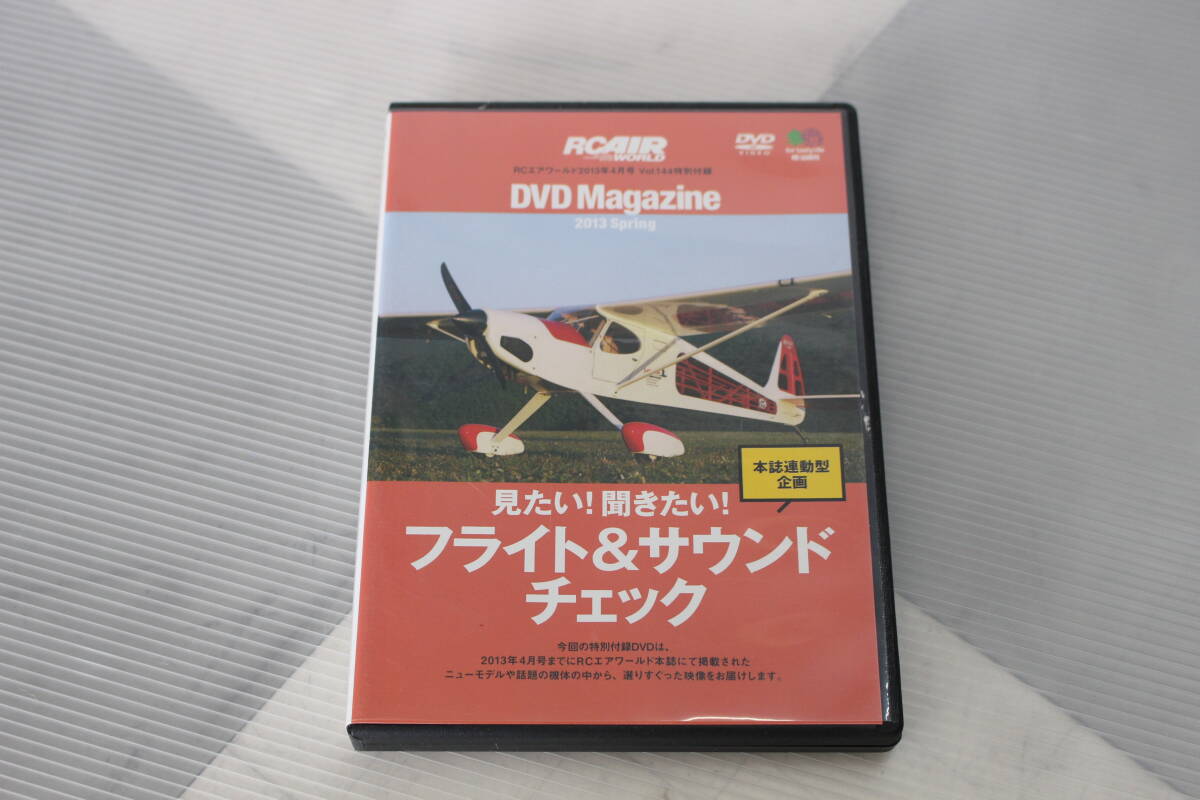 RCAIR
WORLD
DVD
VIDEO
RCエアワールド2013年4月号 Vol.144特別付録
DVD Magazine
2013 Spring
本誌連動型
企画
見たい!聞きたい!
フライト&サウンド
チェック
今回の特別付録DVDは、
2013年4月号までにRCエアワールド本誌にて掲載された
ニューモデルや話題の機体の中から、選りすぐった映像をお届けします。